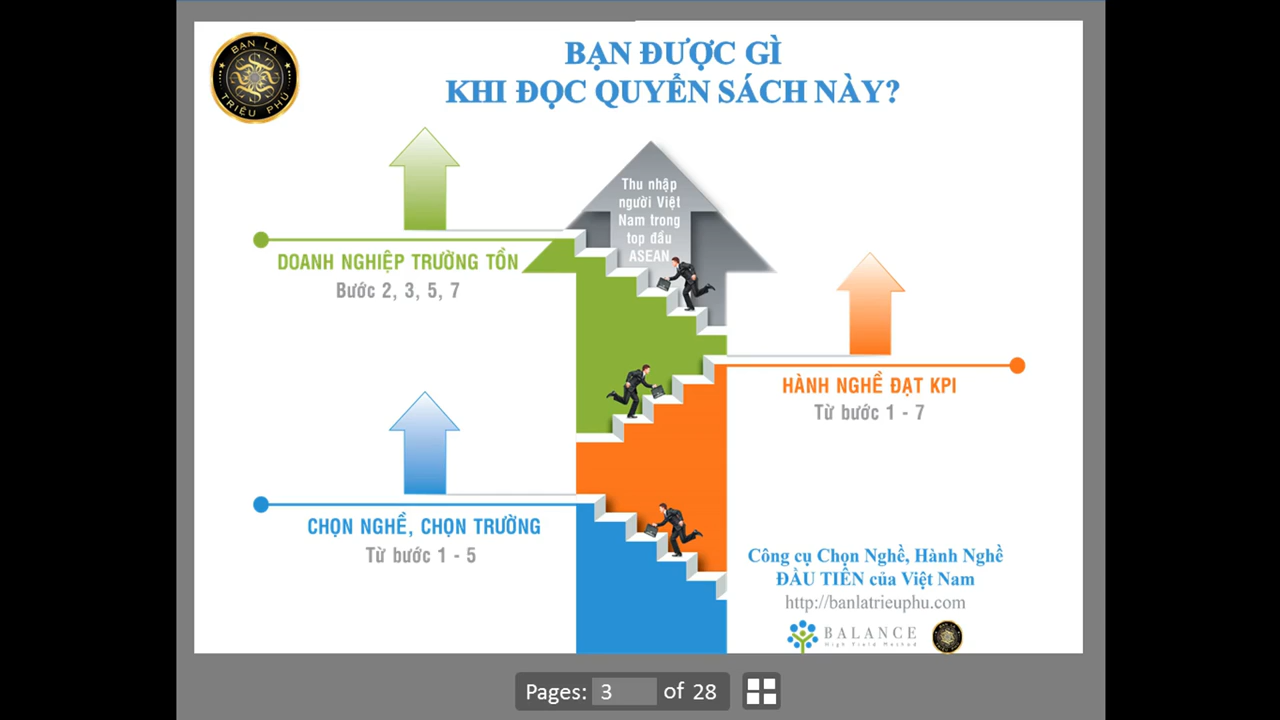 BẠN LÀ
TRIỆU PHÚ
BẠN ĐƯỢC GÌ
KHI ĐỌC QUYỂN SÁCH NÀY?
Thu nhập
người Việt
Nam trong
top đầu
ASEAN
DOANH NGHIỆP TRƯỜNG TỒN
Bước 2, 3, 5, 7
HÀNH NGHỀ ĐẠT KPI
Từ bước 1 - 7
CHỌN NGHỀ, CHỌN TRƯỜNG
Từ bước 1 - 5
Công cụ Chọn Nghề, Hành Nghề
ĐẦU TIÊN của Việt Nam
http://banlatrieuphu.com
BALANCE
High Field Method
Pages: 3 of 28